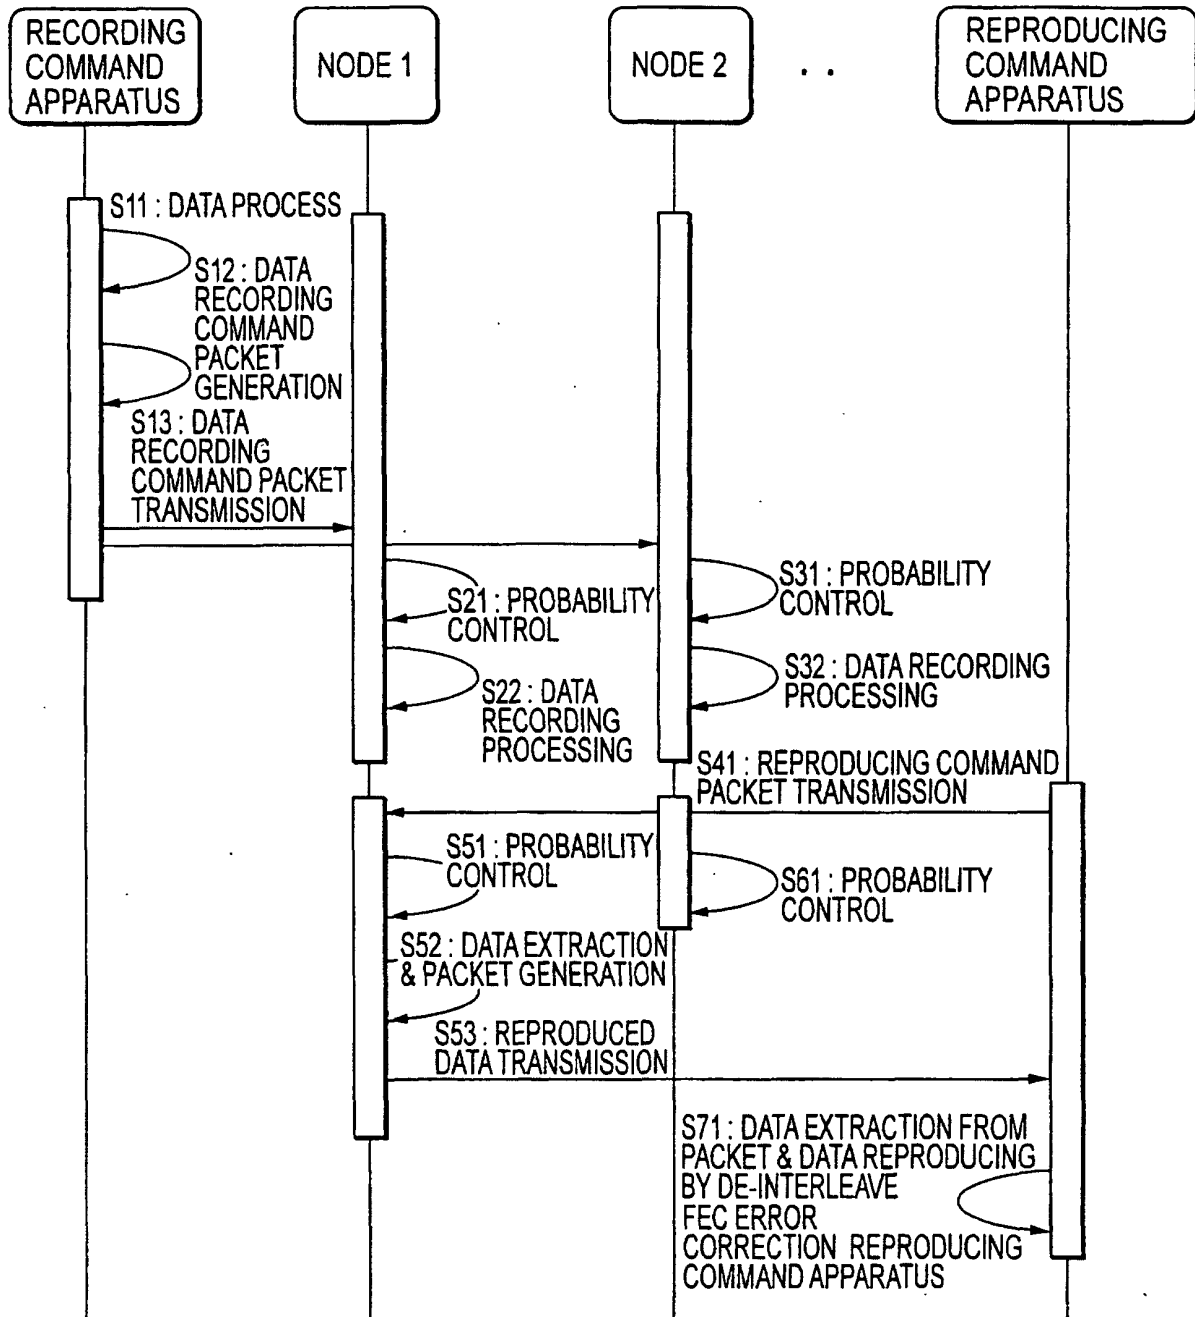 RECORDING
COMMAND
APPARATUS
NODE 1
NODE 2
. .
REPRODUCING
COMMAND
APPARATUS
S11 : DATA PROCESS
S12 : DATA
RECORDING
COMMAND
PACKET
GENERATION
S13 : DATA
RECORDING
COMMAND PACKET
TRANSMISSION
S21 : PROBABILITY
CONTROL
S31 : PROBABILITY
CONTROL
S22 : DATA
RECORDING
PROCESSING
S32 : DATA RECORDING
PROCESSING
S41 : REPRODUCING COMMAND
PACKET TRANSMISSION
S51 : PROBABILITY
CONTROL
S61 : PROBABILITY
CONTROL
S52 : DATA EXTRACTION
& PACKET GENERATION
S53 : REPRODUCED
DATA TRANSMISSION
S71 : DATA EXTRACTION FROM
PACKET & DATA REPRODUCING
BY DE-INTERLEAVE
FEC ERROR
CORRECTION REPRODUCING
COMMAND APPARATUS